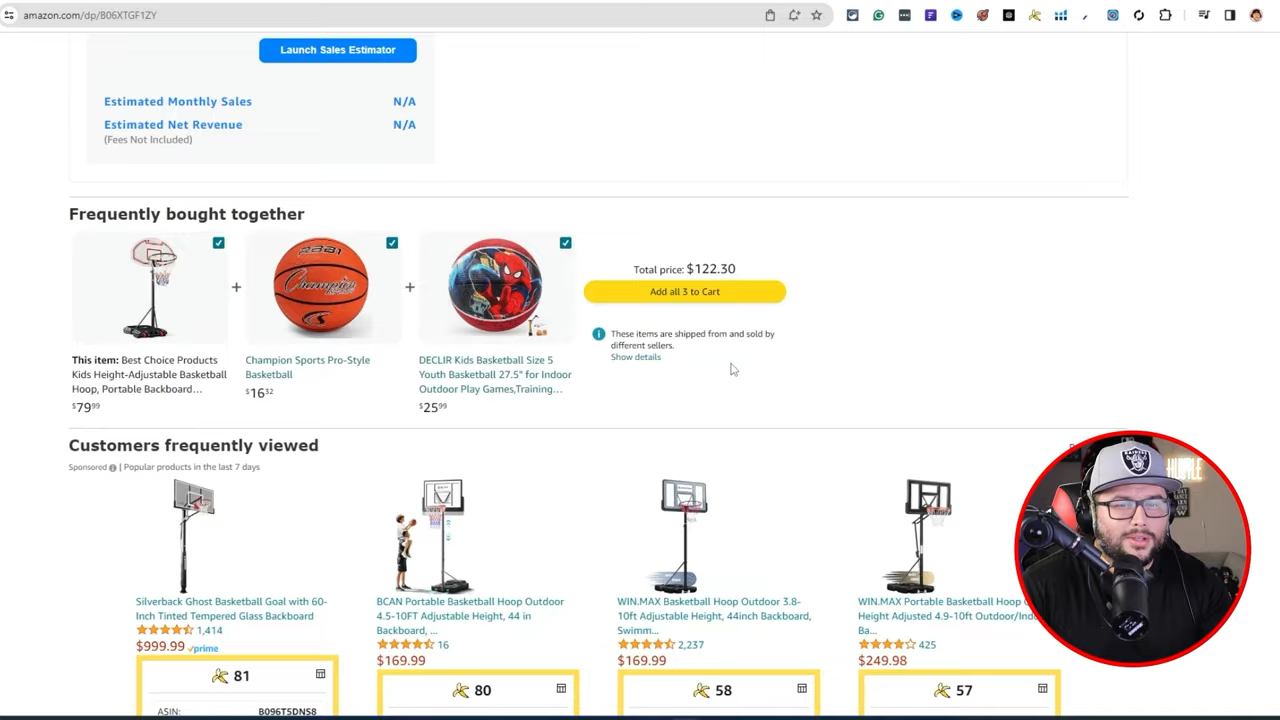 amazon.com/dp/B06XTGF1ZY
Launch Sales Estimator
Estimated Monthly Sales N/A
Estimated Net Revenue N/A
(Fees Not Included)
Frequently bought together
This item: Best Choice Products
Kids Height-Adjustable Basketball
Hoop, Portable Backboard...
$7999
Champion Sports Pro-Style
Basketball
$1632
DECLIR Kids Basketball Size 5
Youth Basketball 27.5" for Indoor
Outdoor Play Games,Training...
$2599
Total price: $122.30
Add all 3 to Cart
These items are shipped from and sold by
different sellers.
Show details
Customers frequently viewed
Sponsored | Popular products in the last 7 days
Silverback Ghost Basketball Goal with 60-
Inch Tinted Tempered Glass Backboard
1,414
$999.99 prime
81
ASIN: B096T5DNS8
BCAN Portable Basketball Hoop Outdoor
4.5-10FT Adjustable Height, 44 in
Backboard, ...
16
$169.99
80
WIN.MAX Basketball Hoop Outdoor 3.8-
10ft Adjustable Height, 44inch Backboard,
Swimm...
2,237
$169.99
58
WIN.MAX Portable Basketball Hoop
Height Adjusted 4.9-10ft Outdoor/Ind
Ba...
425
$249.98
57